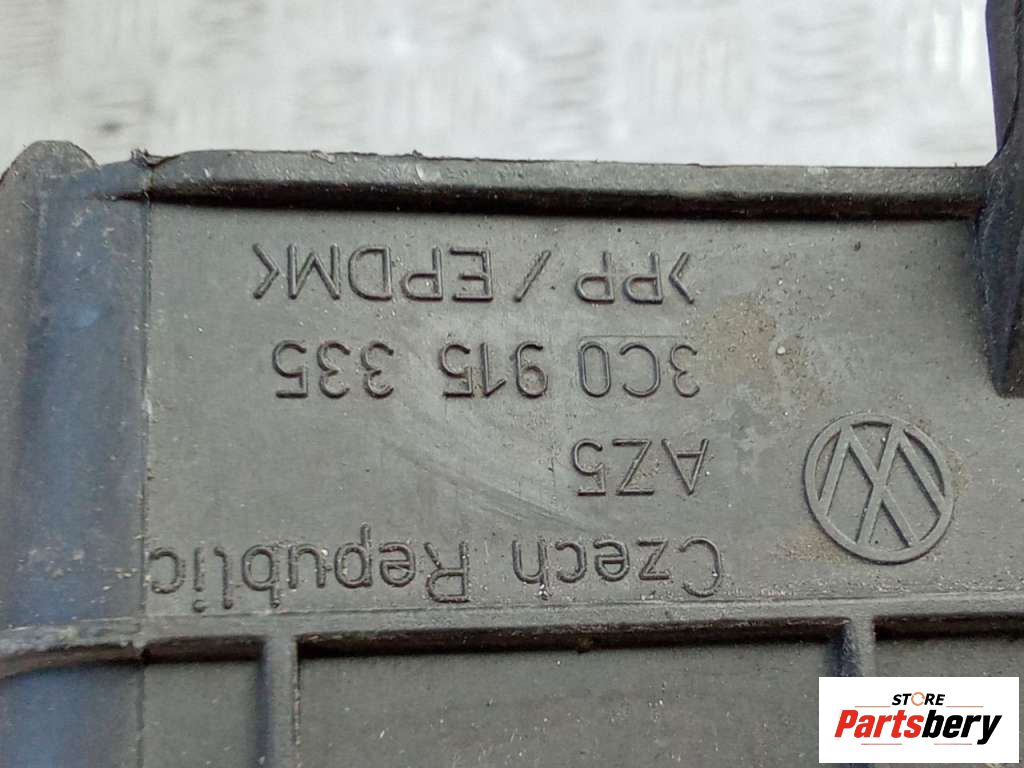 Czech Republic
AZ5
3C0 915 335
>PP / EPDM<
STORE
Partsbery